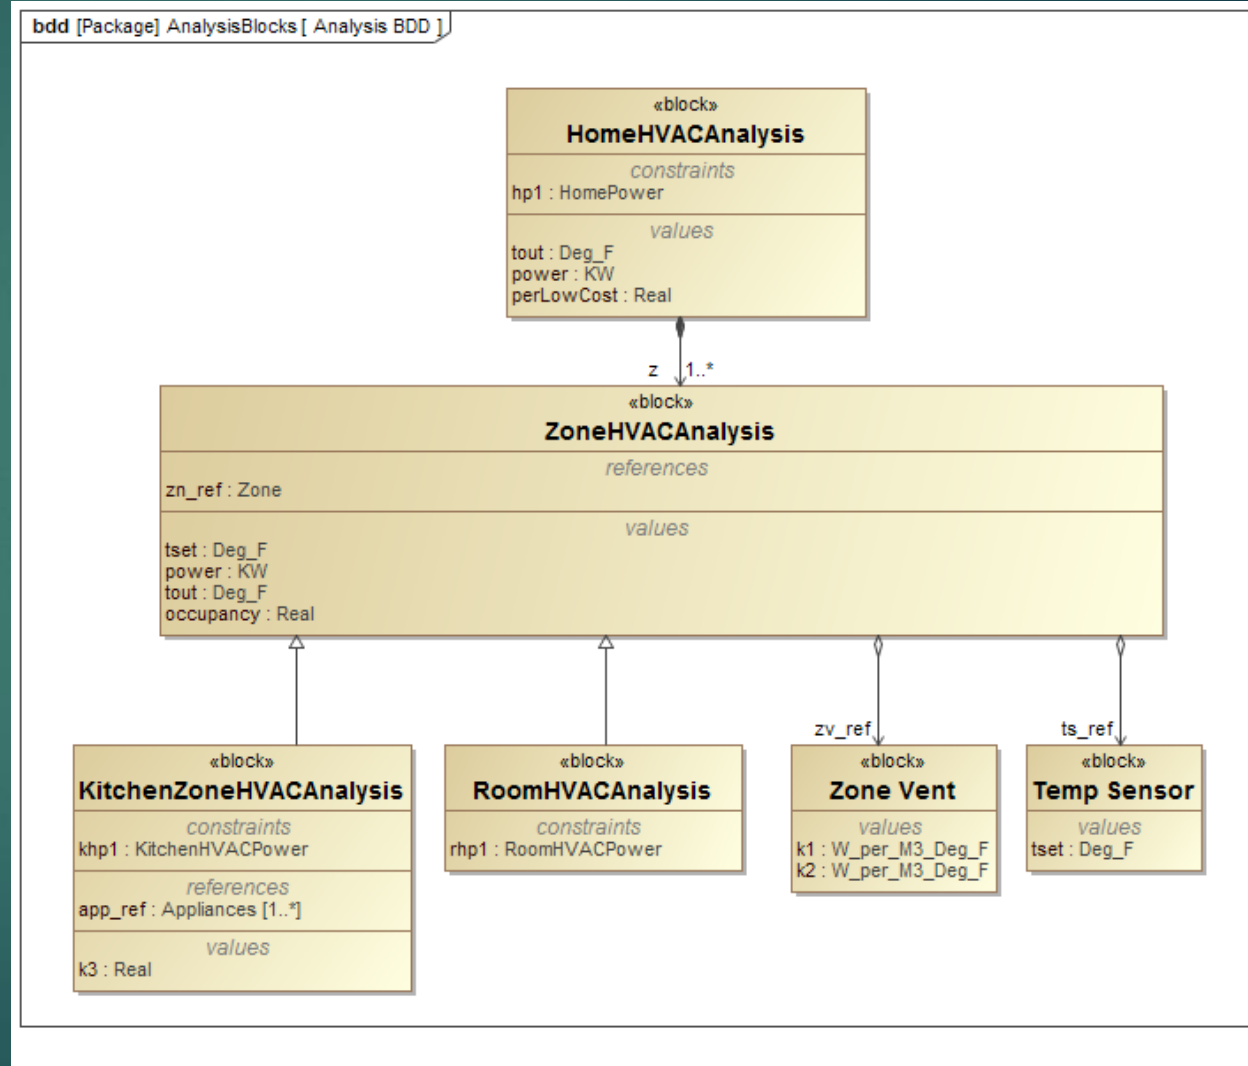 bdd [Package] AnalysisBlocks [ Analysis BDD ]
«block»
HomeHVACAnalysis
constraints
hp1 : HomePower
values
tout : Deg_F
power : KW
perLowCost : Real
z 1..*
«block»
ZoneHVACAnalysis
references
zn_ref : Zone
values
tset : Deg_F
power : KW
tout : Deg_F
occupancy : Real
zv_ref
ts_ref
«block»
KitchenZoneHVACAnalysis
constraints
khp1 : KitchenHVACPower
references
app_ref : Appliances [1..*]
values
k3 : Real
«block»
RoomHVACAnalysis
constraints
rhp1 : RoomHVACPower
«block»
Zone Vent
values
k1 : W_per_M3_Deg_F
k2 : W_per_M3_Deg_F
«block»
Temp Sensor
values
tset : Deg_F